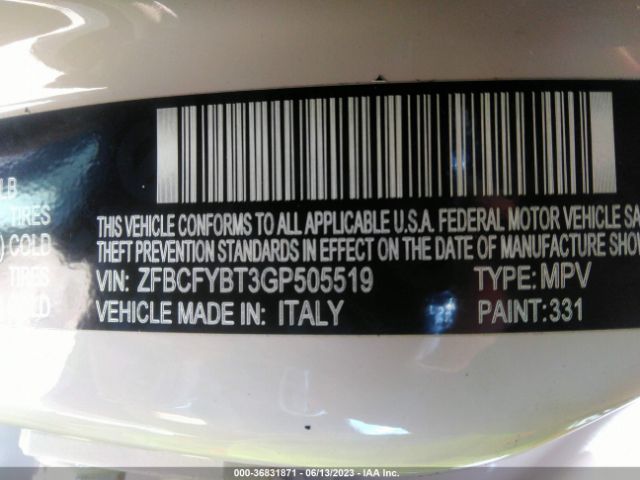 LB
TIRES
) COLD
TIRES
COLD
THIS VEHICLE CONFORMS TO ALL APPLICABLE U.S.A. FEDERAL MOTOR VEHICLE SA
THEFT PREVENTION STANDARDS IN EFFECT ON THE DATE OF MANUFACTURE SHOW
VIN: ZFBCFYBT3GP505519 TYPE: MPV
VEHICLE MADE IN: ITALY PAINT: 331
000-36831871 - 06/13/2023 - IAA Inc.